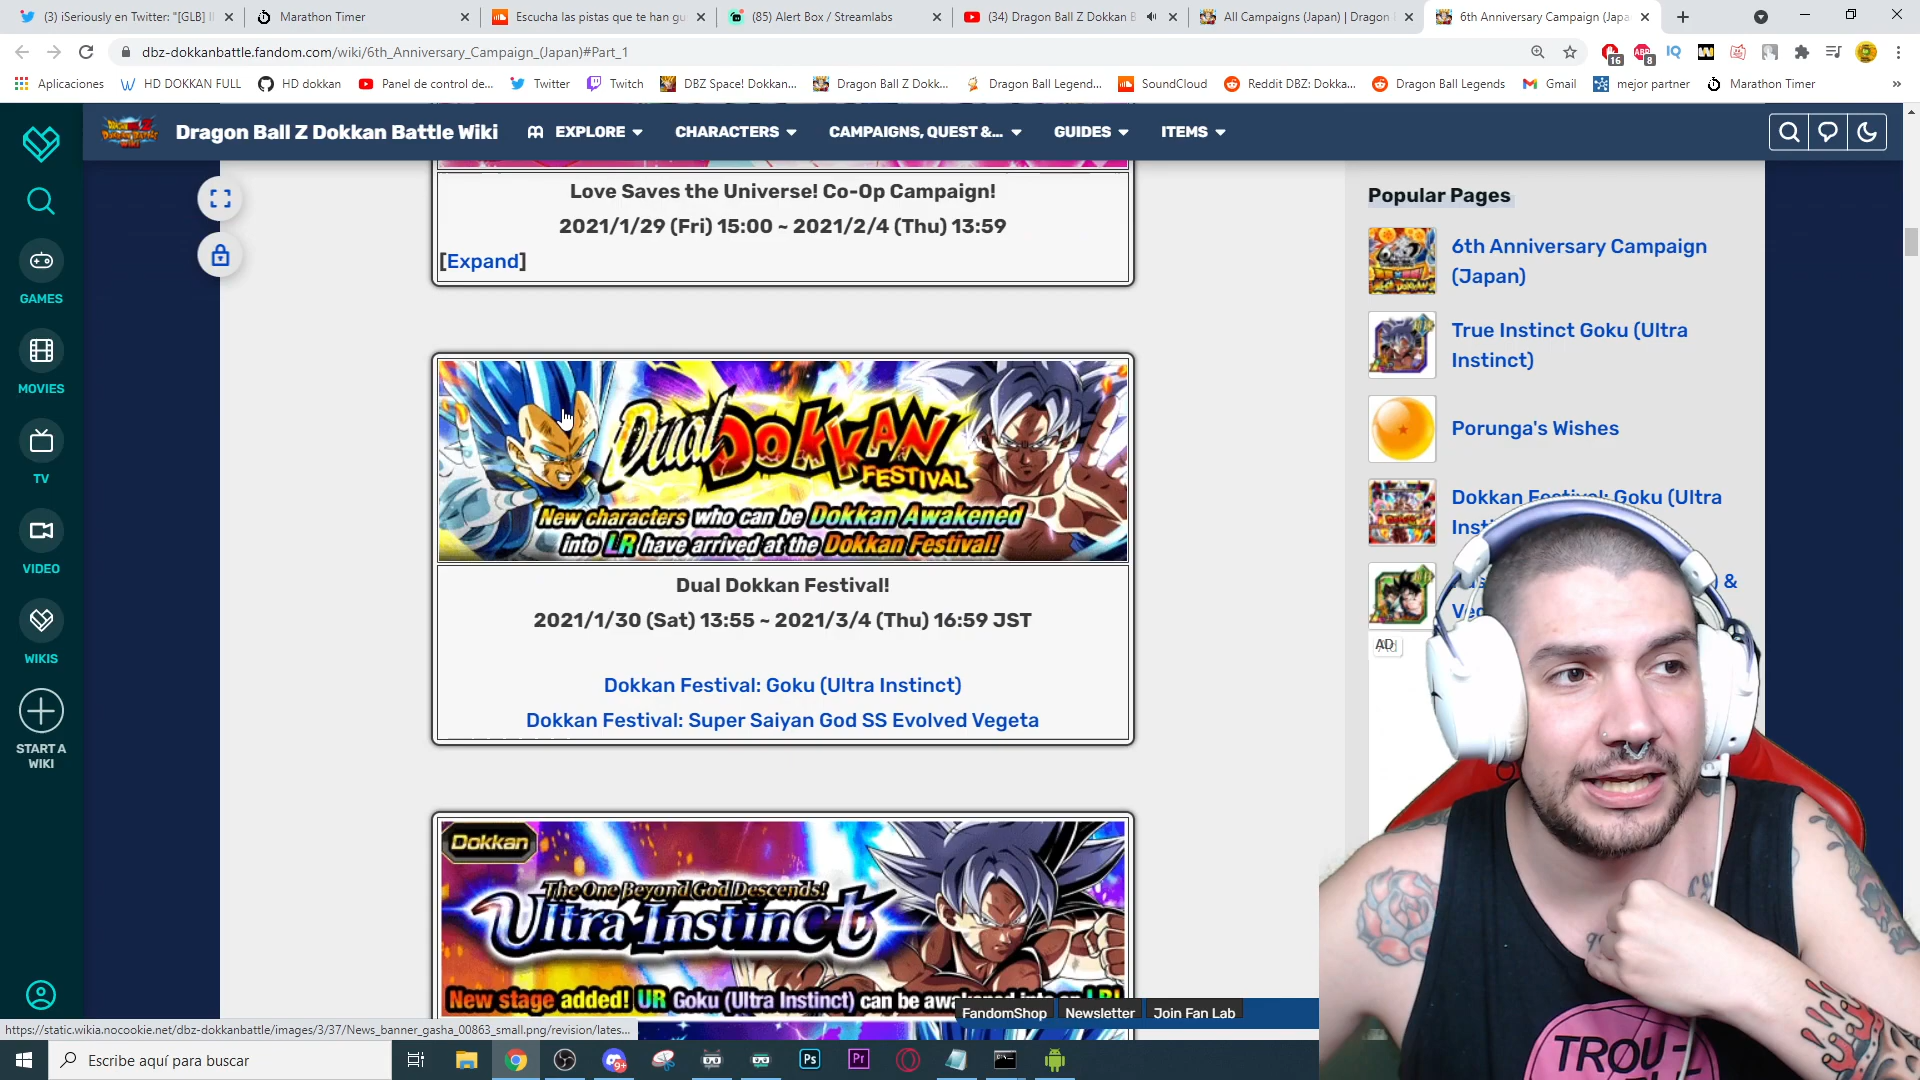 (3) iSeriously en Twitter: "[GLB] I
Marathon Timer
Escucha las pistas que te han gu
(85) Alert Box / Streamlabs
(34) Dragon Ball Z Dokkan B
All Campaigns (Japan) | Dragon
6th Anniversary Campaign (Japa
dbz-dokkanbattle.fandom.com/wiki/6th_Anniversary_Campaign_(Japan)#Part_1
16
ABP
8
IQ
Aplicaciones
HD DOKKAN FULL
HD dokkan
Panel de control de...
Twitter
Twitch
DBZ Space! Dokkan...
Dragon Ball Z Dokk...
Dragon Ball Legend...
SoundCloud
Reddit DBZ: Dokka...
Dragon Ball Legends
Gmail
mejor partner
Marathon Timer
»
Dragon Ball Z Dokkan Battle Wiki
EXPLORE
CHARACTERS
CAMPAIGNS, QUEST &...
GUIDES
ITEMS
GAMES
MOVIES
TV
VIDEO
WIKIS
START A
WIKI
Love Saves the Universe! Co-Op Campaign!
2021/1/29 (Fri) 15:00 ~ 2021/2/4 (Thu) 13:59
[Expand]
Dual DOKKAN
FESTIVAL
New characters who can be Dokkan Awakened
into LR have arrived at the Dokkan Festival!
Dual Dokkan Festival!
2021/1/30 (Sat) 13:55 ~ 2021/3/4 (Thu) 16:59 JST
Dokkan Festival: Goku (Ultra Instinct)
Dokkan Festival: Super Saiyan God SS Evolved Vegeta
Dokkan
The One Beyond God Descends!
Ultra Instinct
New stage added! UR Goku (Ultra Instinct) can be
Popular Pages
6th Anniversary Campaign
(Japan)
True Instinct Goku (Ultra
Instinct)
Porunga's Wishes
Dokkan Festival: Goku (Ultra
&
AD
FandomShop
Newsletter
Join Fan Lab
https://static.wikia.nocookie.net/dbz-dokkanbattle/images/3/37/News_banner_gasha_00863_small.png/revision/lates...
Escribe aquí para buscar
9+
Ps
Pr
TROU-